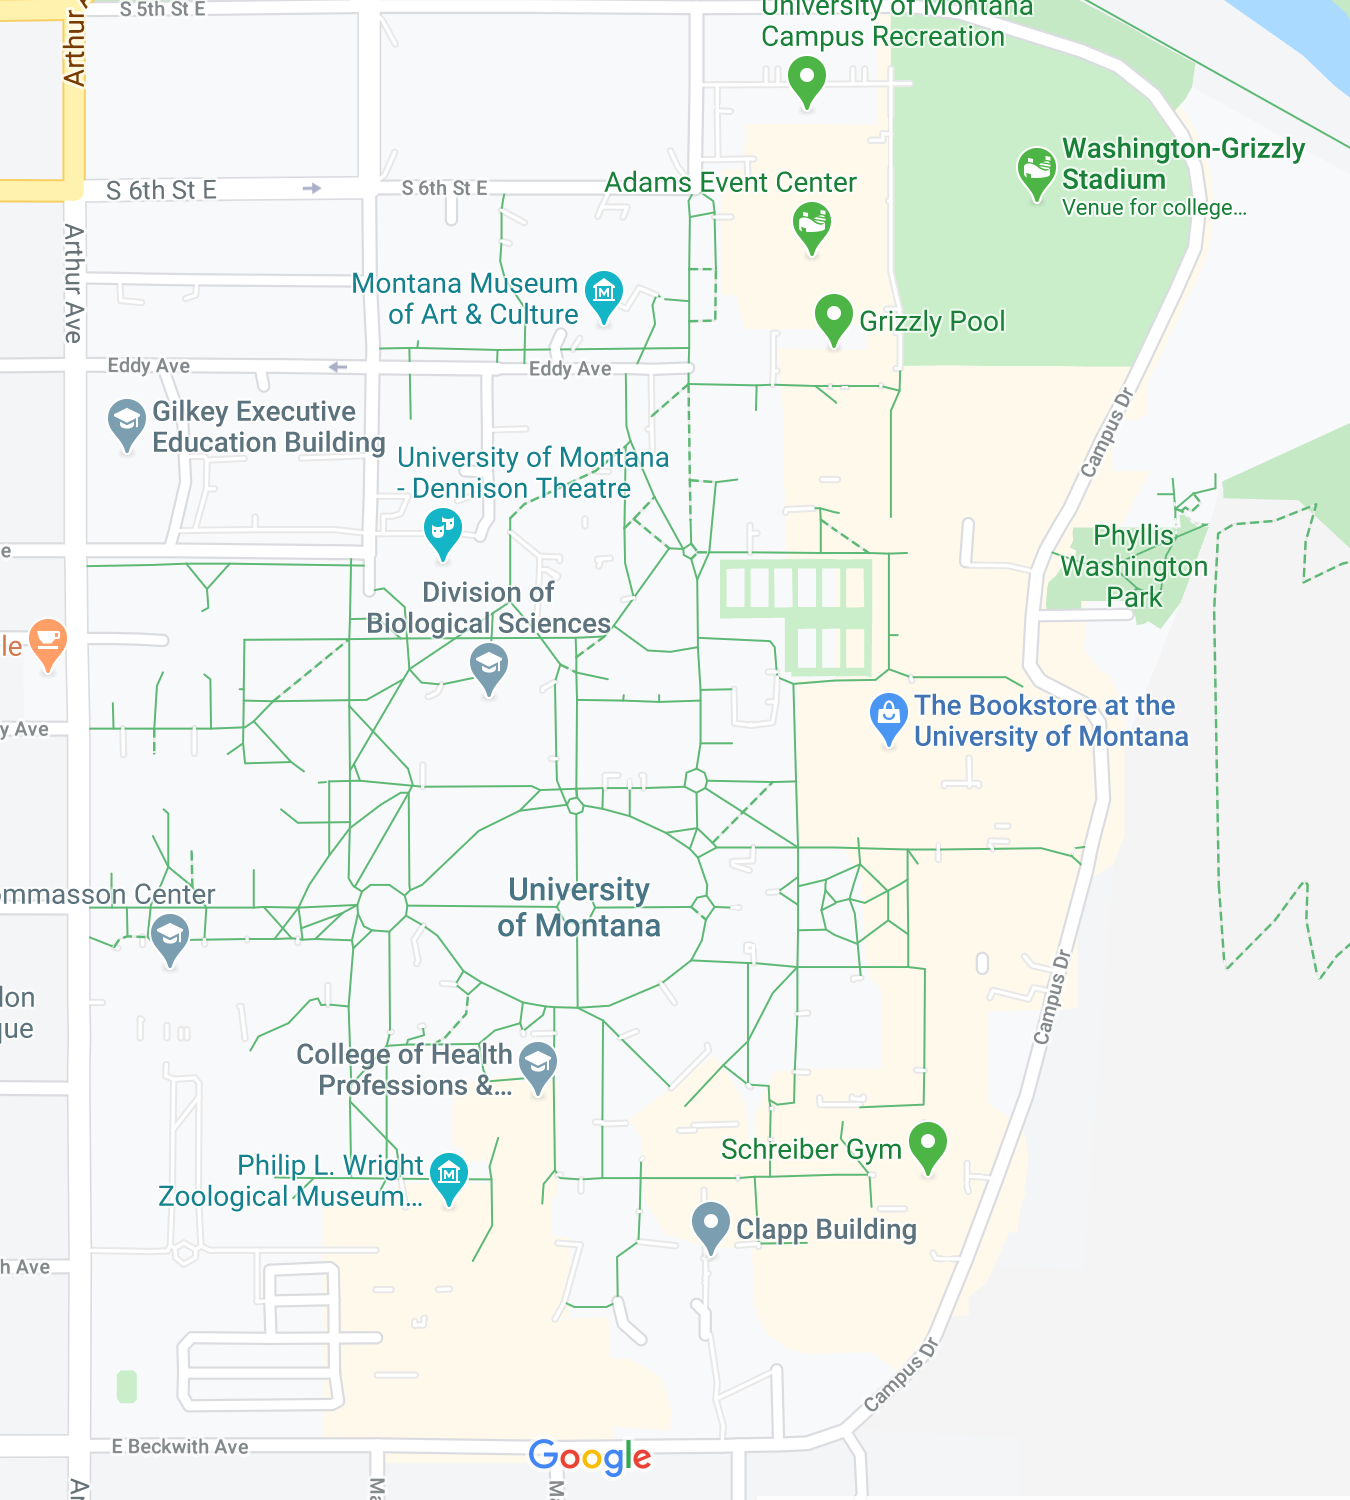 S 5th St E
Arthur
University of Montana
Campus Recreation
Washington-Grizzly
Stadium
Venue for college...
S 6th St E
S 6th St E
Adams Event Center
Arthur Ave
Montana Museum
of Art & Culture
Grizzly Pool
Eddy Ave
Eddy Ave
Gilkey Executive
Education Building
Campus Dr
University of Montana
- Dennison Theatre
e
Phyllis
Washington
Park
Division of
Biological Sciences
le
The Bookstore at the
University of Montana
y Ave
ommasson Center
University
of Montana
lon
que
Campus Dr
College of Health
Professions &...
Schreiber Gym
Philip L. Wright
Zoological Museum...
Clapp Building
h Ave
Campus Dr
E Beckwith Ave
Google
Ar
Ma
Ma